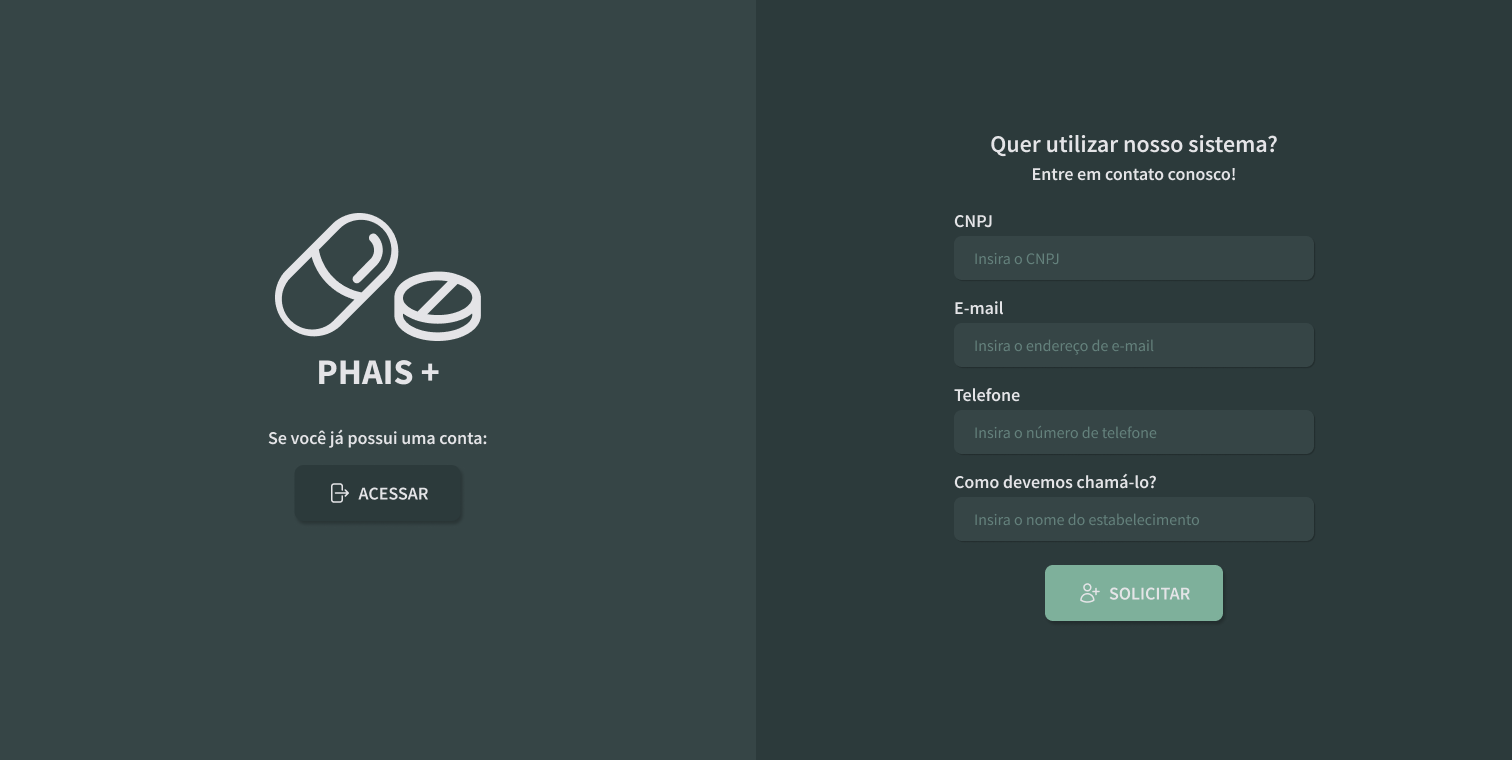 PHAIS +
Se você já possui uma conta:
ACESSAR
Quer utilizar nosso sistema?
Entre em contato conosco!
CNPJ
Insira o CNPJ
E-mail
Insira o endereço de e-mail
Telefone
Insira o número de telefone
Como devemos chamá-lo?
Insira o nome do estabelecimento
SOLICITAR